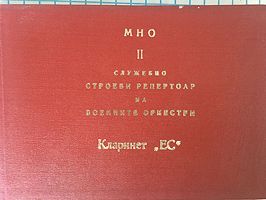 МНО
II
СЛУЖЕБНО
СТРОЕВИ РЕПЕРТОАР
НА
ВОЕННИТЕ ОРКЕСТРИ
Кларинет „ЕС"